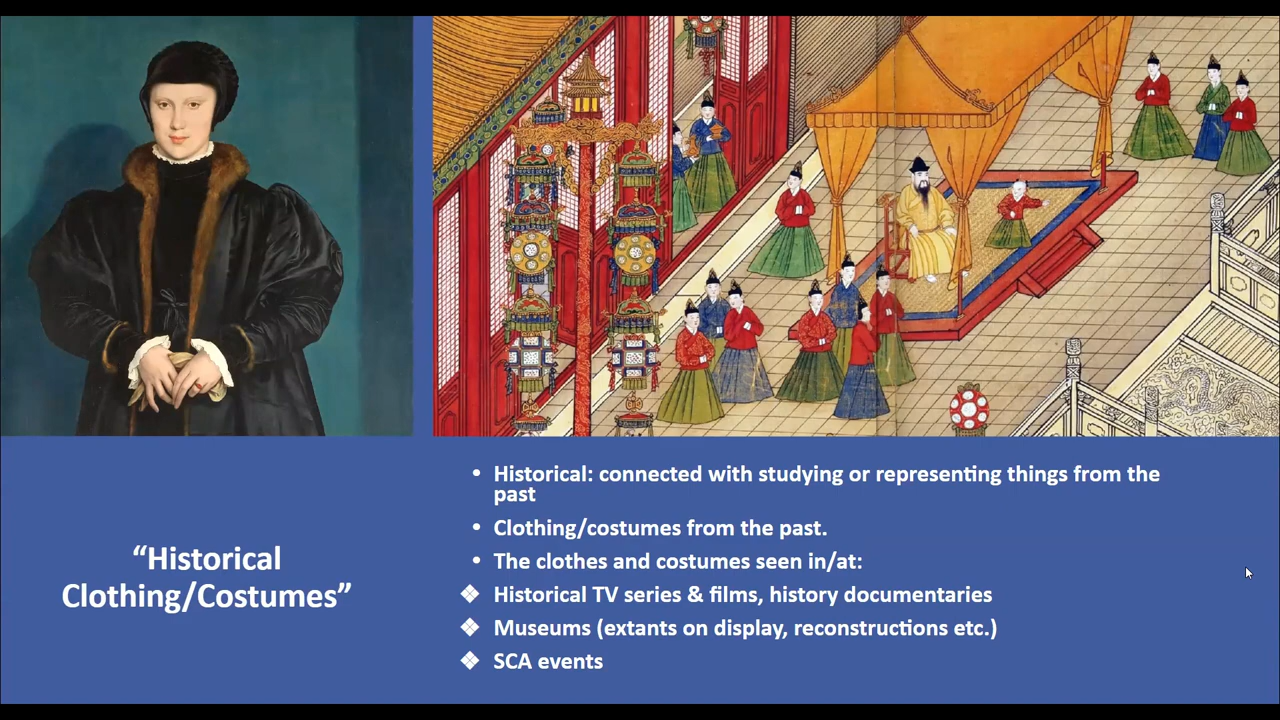 “Historical
Clothing/Costumes”
• Historical: connected with studying or representing things from the
past
• Clothing/costumes from the past.
• The clothes and costumes seen in/at:
❖ Historical TV series & films, history documentaries
❖ Museums (extants on display, reconstructions etc.)
❖ SCA events